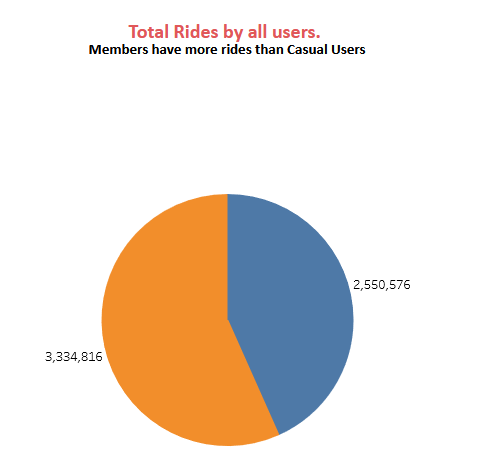 Total Rides by all users.
Members have more rides than Casual Users
2,550,576
3,334,816